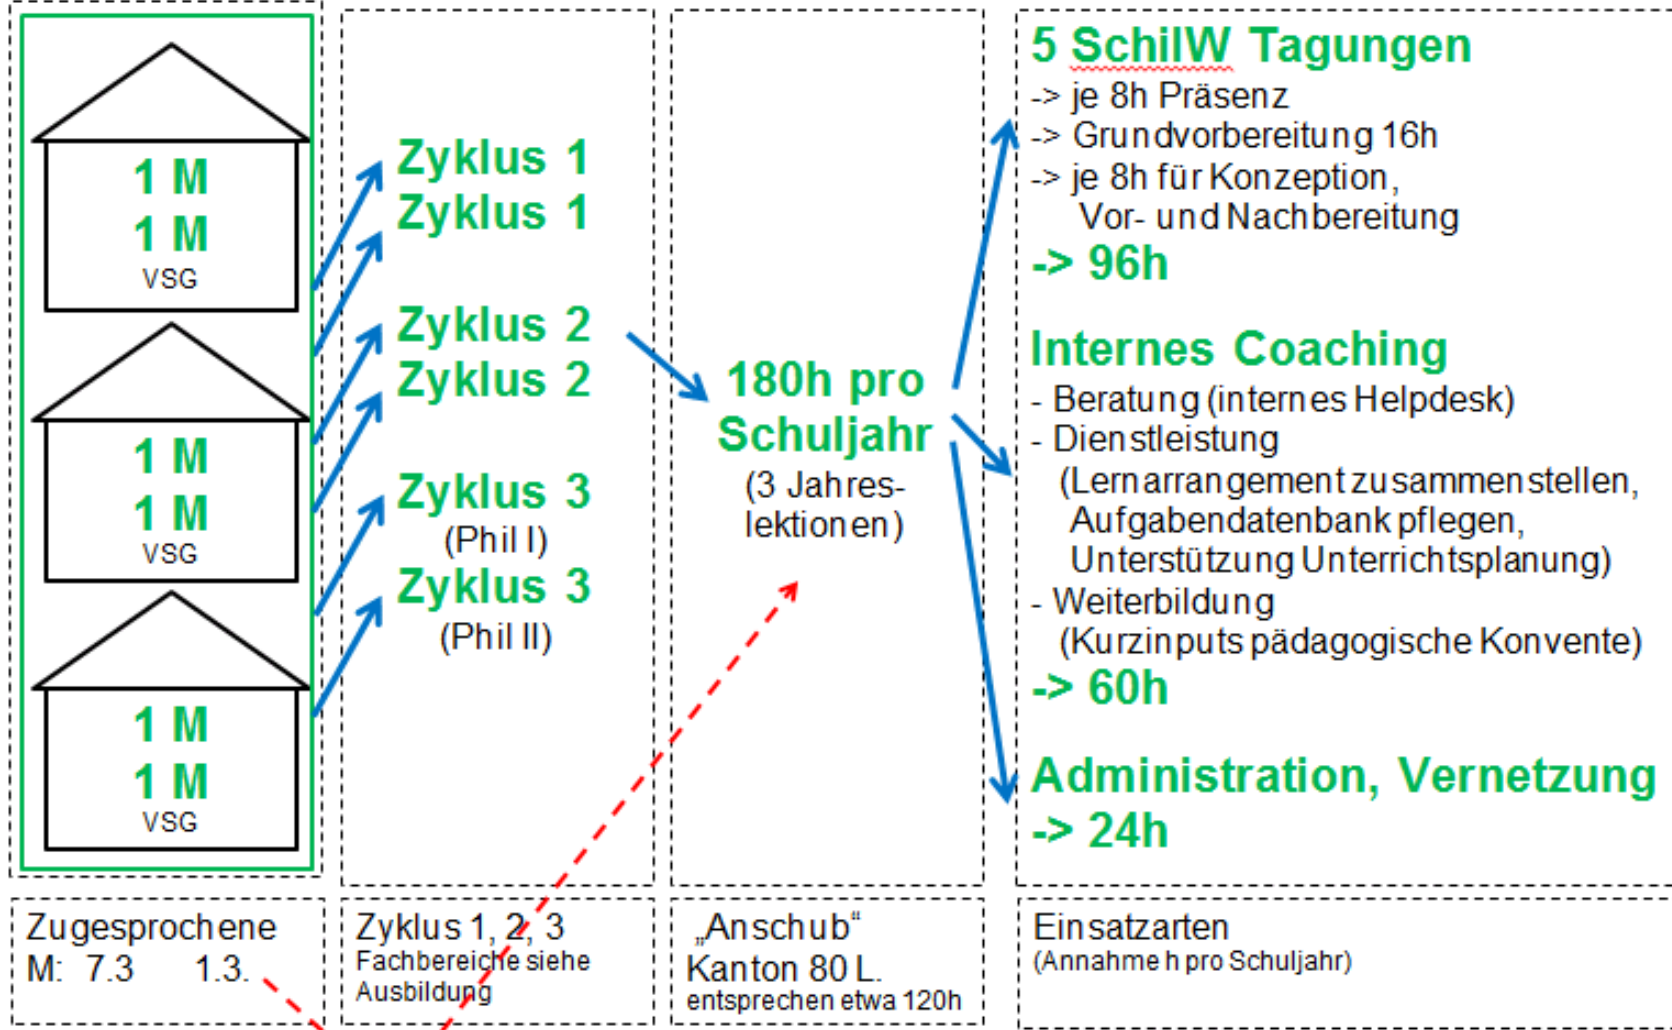 1 M
1 M
VSG
1 M
1 M
VSG
1 M
1 M
VSG
Zugesprochene
M: 7.3 1.3.
Zyklus 1
Zyklus 1
Zyklus 2
Zyklus 2
Zyklus 3
(Phil I)
Zyklus 3
(Phil II)
Zyklus 1, 2, 3
Fachbereiche siehe
Ausbildung
180h pro
Schuljahr
(3 Jahres-
lektionen)
„Anschub“
Kanton 80 L.
entsprechen etwa 120h
5 SchilW Tagungen
-> je 8h Präsenz
-> Grundvorbereitung 16h
-> je 8h für Konzeption,
Vor- und Nachbereitung
-> 96h
Internes Coaching
- Beratung (internes Helpdesk)
- Dienstleistung
(Lernarrangement zusammenstellen,
Aufgabendatenbank pflegen,
Unterstützung Unterrichtsplanung)
- Weiterbildung
(Kurzinputs pädagogische Konvente)
-> 60h
Administration, Vernetzung
-> 24h
Einsatzarten
(Annahme h pro Schuljahr)